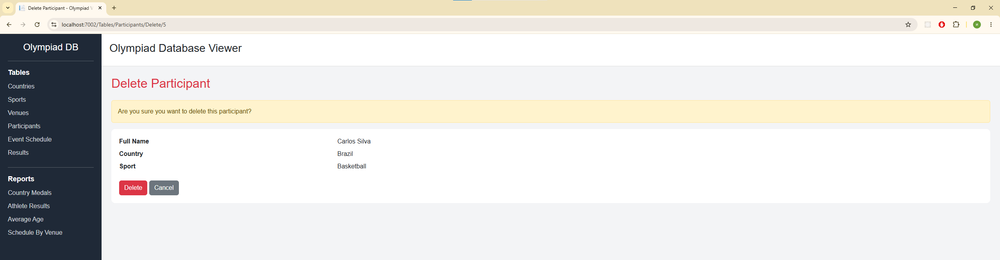 Delete Participant - Olympiad V
localhost:7002/Tables/Participants/Delete/5
и
Olympiad DB
Tables
Countries
Sports
Venues
Participants
Event Schedule
Results
Reports
Country Medals
Athlete Results
Average Age
Schedule By Venue
Olympiad Database Viewer
Delete Participant
Are you sure you want to delete this participant?
Full Name Carlos Silva
Country Brazil
Sport Basketball
Delete Cancel